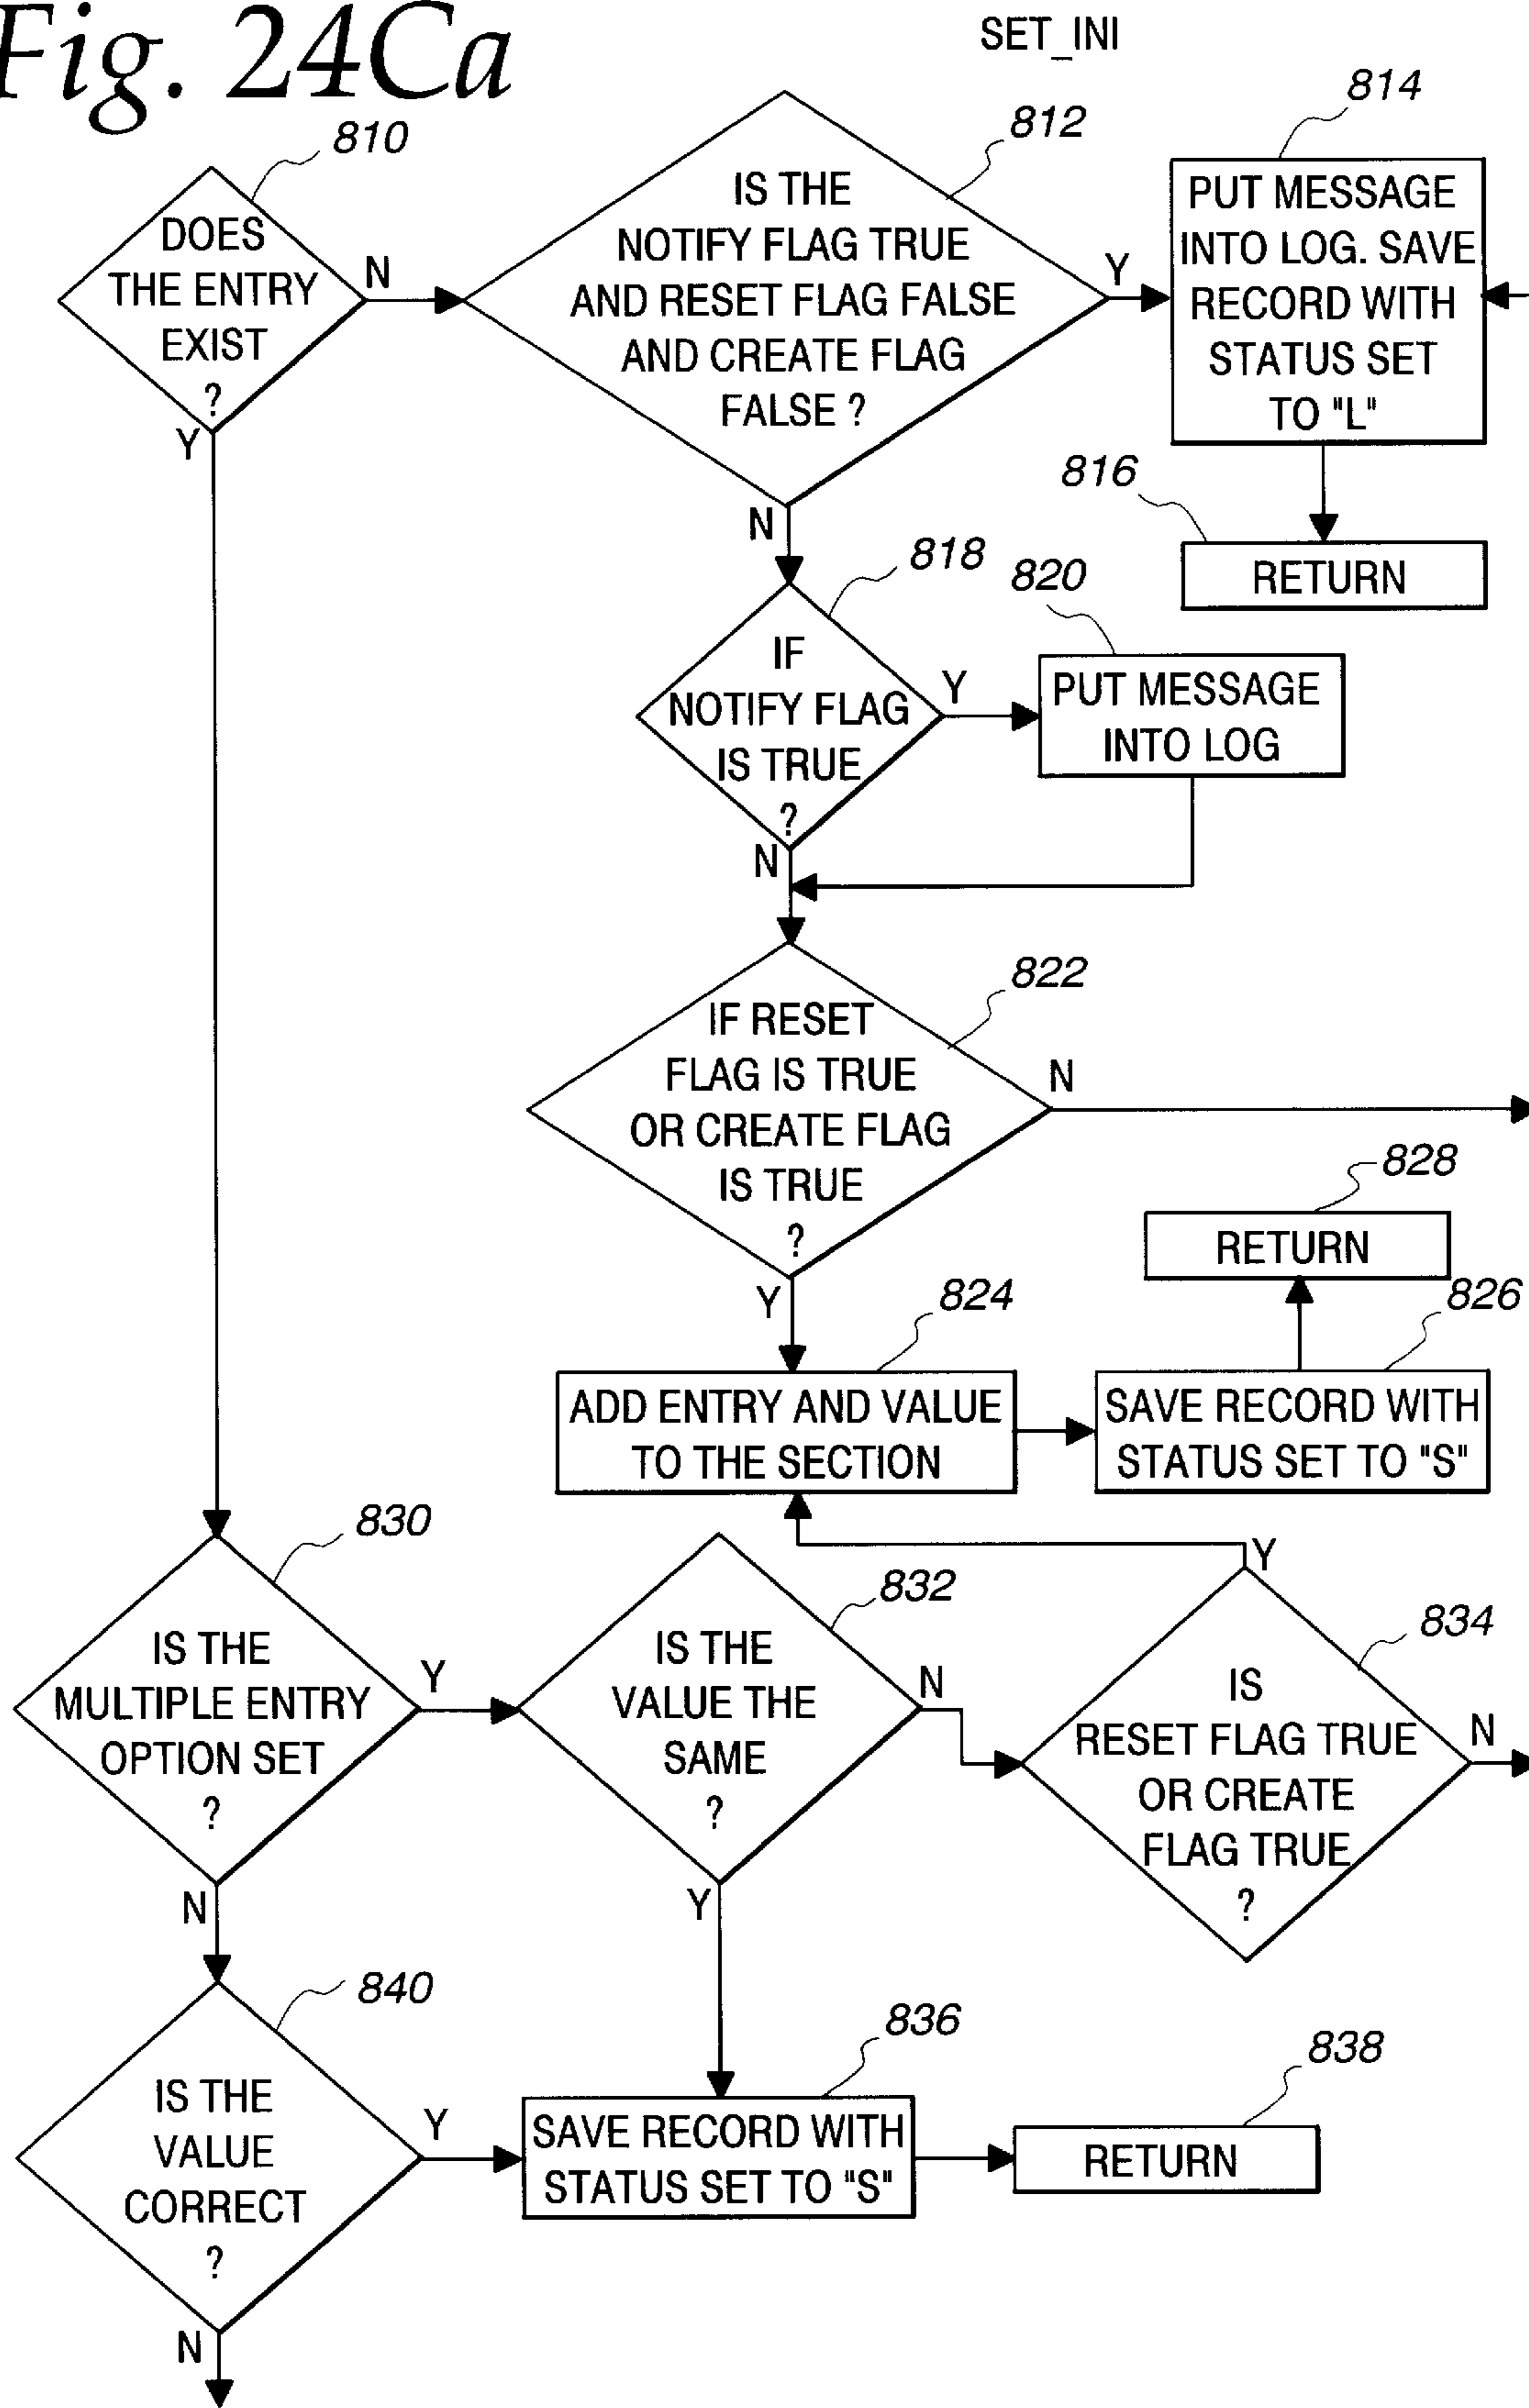 Fig. 24Ca
SET_INI
810
DOES
THE ENTRY
EXIST
?
N
Y
812
IS THE
NOTIFY FLAG TRUE
AND RESET FLAG FALSE
AND CREATE FLAG
FALSE ?
Y
N
814
PUT MESSAGE
INTO LOG. SAVE
RECORD WITH
STATUS SET
TO "L"
816
RETURN
818
IF
NOTIFY FLAG
IS TRUE
?
Y
N
820
PUT MESSAGE
INTO LOG
822
IF RESET
FLAG IS TRUE
OR CREATE FLAG
IS TRUE
?
N
Y
828
RETURN
824
ADD ENTRY AND VALUE
TO THE SECTION
826
SAVE RECORD WITH
STATUS SET TO "S"
830
IS THE
MULTIPLE ENTRY
OPTION SET
?
Y
N
832
IS THE
VALUE THE
SAME
?
N
Y
834
Y
IS
RESET FLAG TRUE
OR CREATE
FLAG TRUE
?
N
840
IS THE
VALUE
CORRECT
?
Y
N
836
SAVE RECORD WITH
STATUS SET TO "S"
838
RETURN